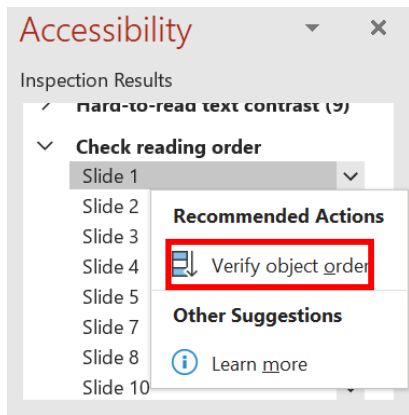 Accessibility
Inspection Results
Hard-to-read text contrast (9)
Check reading order
Slide 1
Slide 2
Slide 3
Slide 4
Slide 5
Slide 7
Slide 8
Slide 10
Recommended Actions
Verify object order
Other Suggestions
Learn more